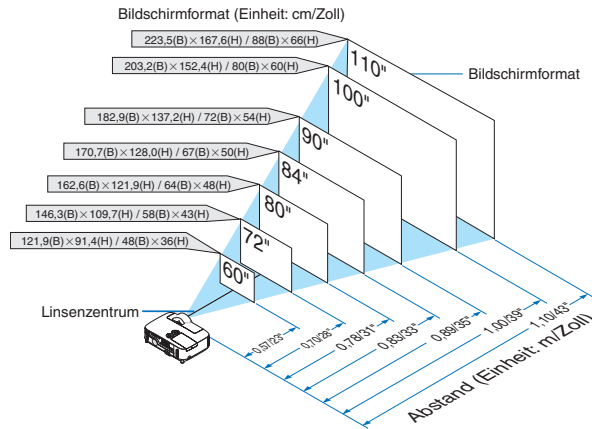 Bildschirmformat (Einheit: cm/Zoll)
223,5(B)×167,6(H) / 88(B)×66(H)
110"
Bildschirmformat
203,2(B)×152,4(H) / 80(B)×60(H)
100"
182,9(B)×137,2(H) / 72(B)×54(H)
90"
170,7(B)×128,0(H) / 67(B)×50(H)
84"
162,6(B)×121,9(H) / 64(B)×48(H)
80"
146,3(B)×109,7(H) / 58(B)×43(H)
72"
121,9(B)×91,4(H) / 48(B)×36(H)
60"
Linsenzentrum
0,57/23"
0,70/28"
0,78/31"
0,83/33"
0,89/35"
1,00/39"
1,10/43"
Abstand (Einheit: m/Zoll)